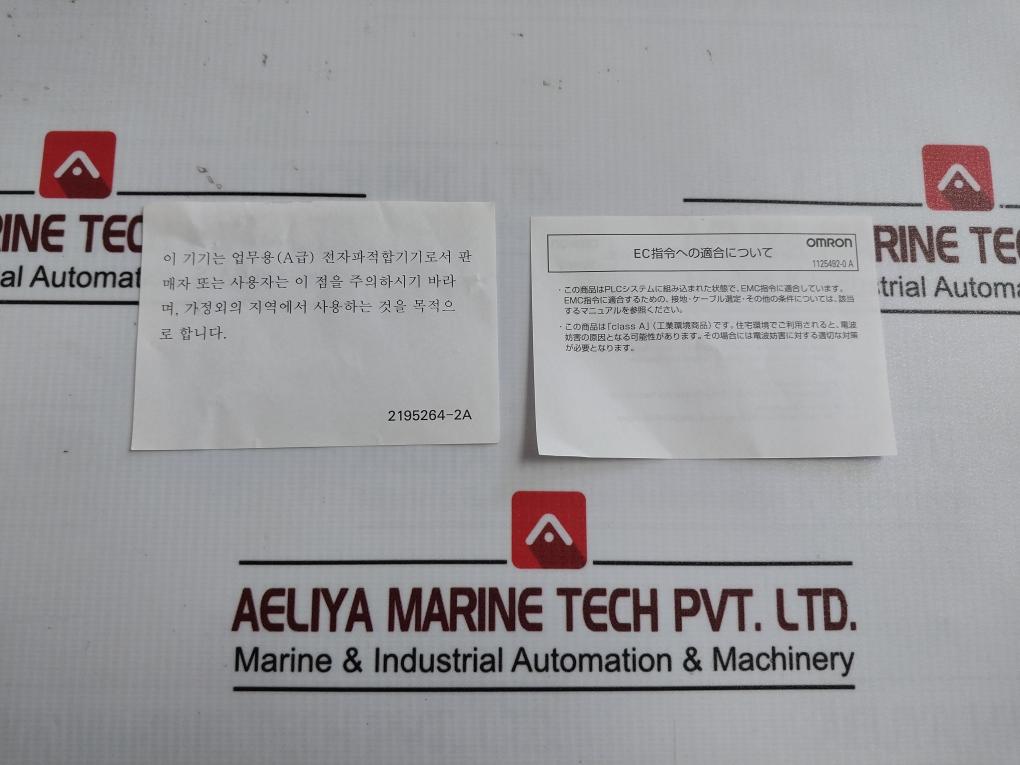 RINE TEC
al Automat
이 기기는 업무용(A급) 전자파적합기기로서 판
매자 또는 사용자는 이 점을 주의하시기 바라
며, 가정외의 지역에서 사용하는 것을 목적으
로 합니다.
2195264-2A
EC指令への適合について
OMRON
1125492-0 A
・この商品はPLCシステムに組み込まれた状態で、EMC指令に適合しています。
EMC指令に適合するための、接地・ケーブル選定・その他の条件については、該当
するマニュアルを参照ください。
・この商品は「class A」(工業環境商品)です。住宅環境でご利用されると、電波
妨害の原因となる可能性があります。その場合には電波妨害に対する適切な対策
が必要となります。
RINE TE
strial Automa
AELIYA MARINE TECH PVT. LTD.
Marine & Industrial Automation & Machinery